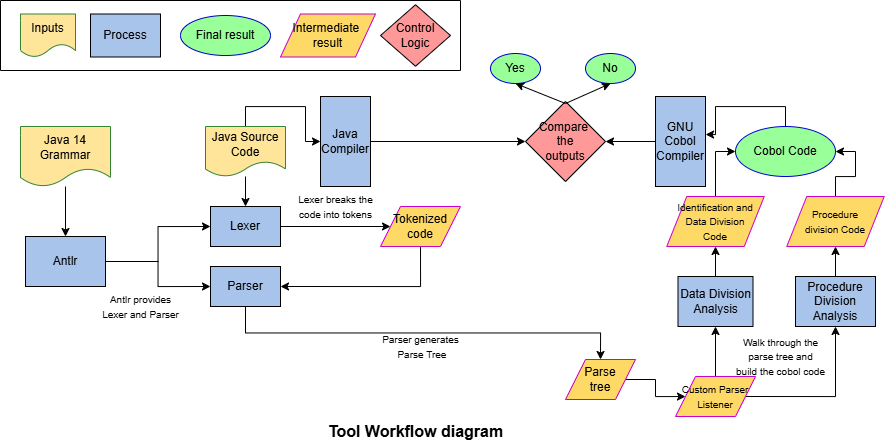 Inputs
Process
Final result
Intermediate
result
Control
Logic
Yes
No
Java 14
Grammar
Java Source
Code
Java
Compiler
Compare
the
outputs
GNU
Cobol
Compiler
Cobol Code
Lexer breaks the
code into tokens
Identification and
Data Division
Code
Procedure
division Code
Lexer
Tokenized
code
Antlr
Parser
Data Division
Analysis
Procedure
Division
Analysis
Antlr provides
Lexer and Parser
Parser generates
Parse Tree
Walk through the
parse tree and
build the cobol code
Parse
tree
Custom Parser
Listener
Tool Workflow diagram